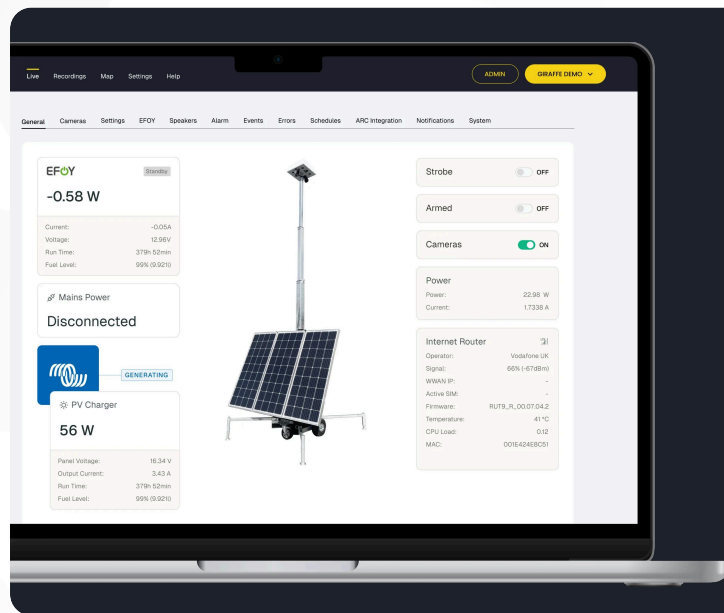 Live Recordings Map Settings Help ADMIN GIRAFFE DEMO
General Cameras Settings EFOY Speakers Alarm Events Errors Schedules ARC Integration Notifications System
EFOY Standby
-0.58 W
Current: -0.05A
Voltage: 12.96V
Run Time: 379h 52min
Fuel Level: 99% (9.921l)
Mains Power
Disconnected
GENERATING
PV Charger
56 W
Panel Voltage: 16.34 V
Output Current: 3.43 A
Run Time: 379h 52min
Fuel Level: 99% (9.921l)
Strobe OFF
Armed OFF
Cameras ON
Power
Power: 22.98 W
Current: 1.7338 A
Internet Router
Operator: Vodafone UK
Signal: 66% (-67dBm)
WWAN IP: -
Active SIM: -
Firmware: RUT9_R_00.07.04.2
Temperature: 41 °C
CPU Load: 0.12
MAC: 001E424EBC51